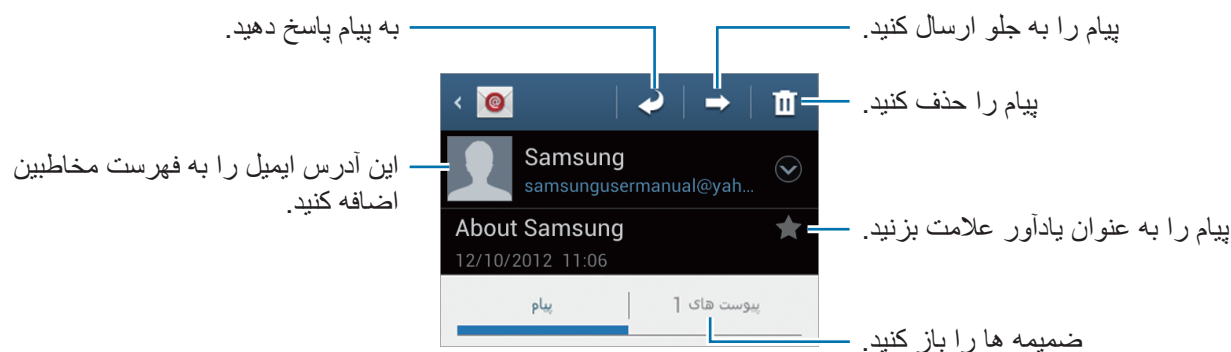 به پیام پاسخ دهید.
پیام را به جلو ارسال کنید.
پیام را حذف کنید.
این آدرس ایمیل را به فهرست مخاطبین
اضافه کنید.
Samsung
samsungusermanual@yah...
About Samsung
12/10/2012 11:06
پیام را به عنوان یادآور علامت بزنید.
پیوست های 1
پیام
ضمیمه ها را باز کنید.